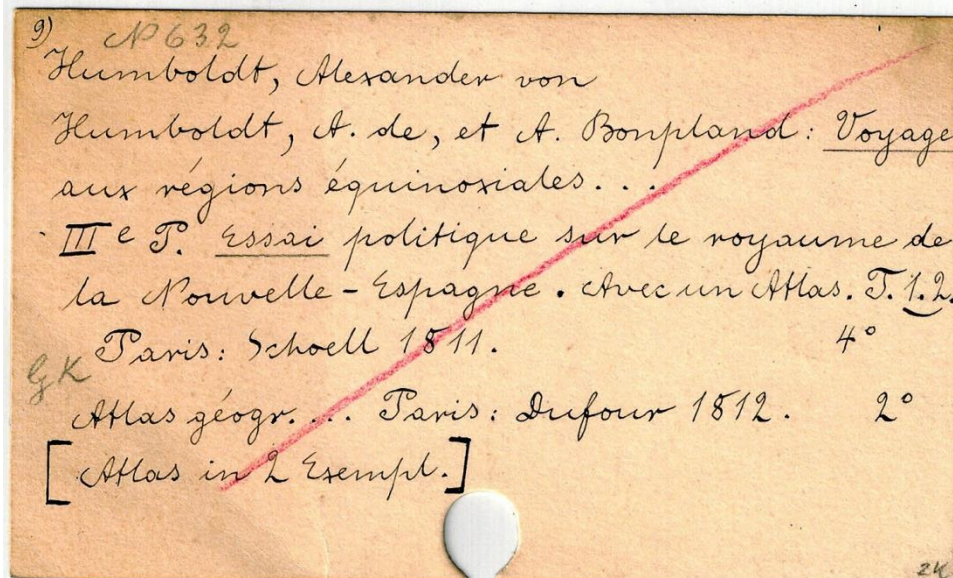 9) N 632
Humboldt, Alexander von
Humboldt, A. de, et A. Bonpland: Voyage
aux régions équinoxiales...
III e P. Essai politique sur le royaume de
la Nouvelle-Espagne. Avec un Atlas. T. 1.2.
Paris: Schoell 1811. 4°
GK
Atlas géogr. ... Paris: Dufour 1812. 2°
[Atlas in 2 Exempl.]
2K